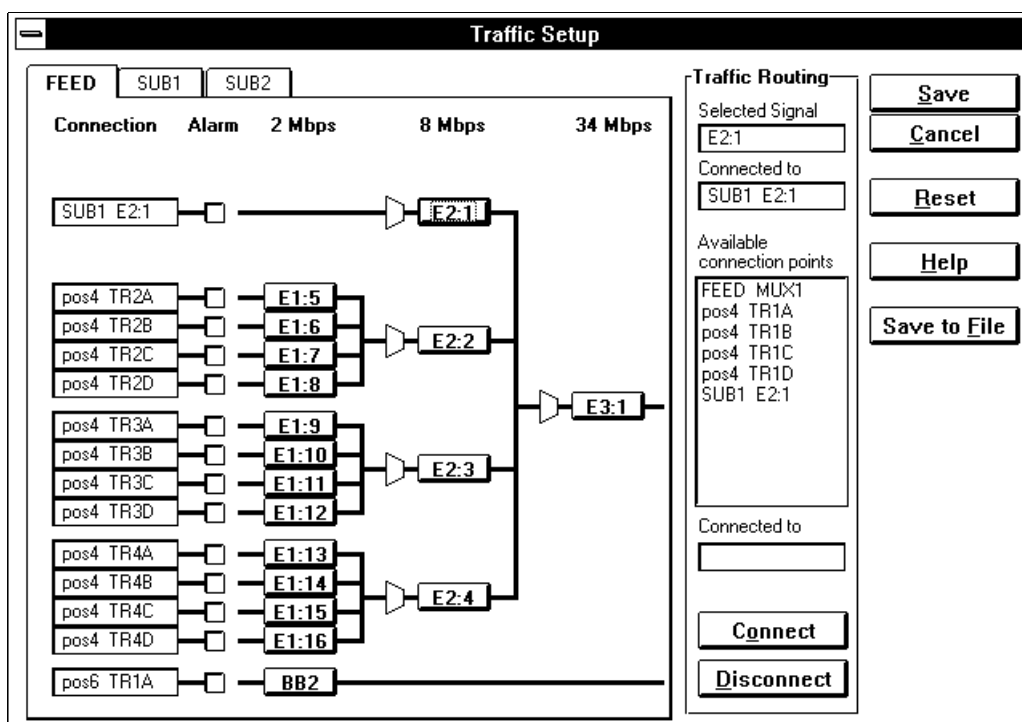 Traffic Setup
FEED SUB1 SUB2
Connection Alarm 2 Mbps 8 Mbps 34 Mbps
SUB1 E2:1 E2:1
pos4 TR2A E1:5
pos4 TR2B E1:6
E2:2
pos4 TR2C E1:7
pos4 TR2D E1:8
E3:1
pos4 TR3A E1:9
pos4 TR3B E1:10
E2:3
pos4 TR3C E1:11
pos4 TR3D E1:12
pos4 TR4A E1:13
pos4 TR4B E1:14
E2:4
pos4 TR4C E1:15
pos4 TR4D E1:16
pos6 TR1A BB2
Traffic Routing
Selected Signal
E2:1
Connected to
SUB1 E2:1
Available
connection points
FEED MUX1
pos4 TR1A
pos4 TR1B
pos4 TR1C
pos4 TR1D
SUB1 E2:1
Connected to
Connect
Disconnect
Save
Cancel
Reset
Help
Save to File